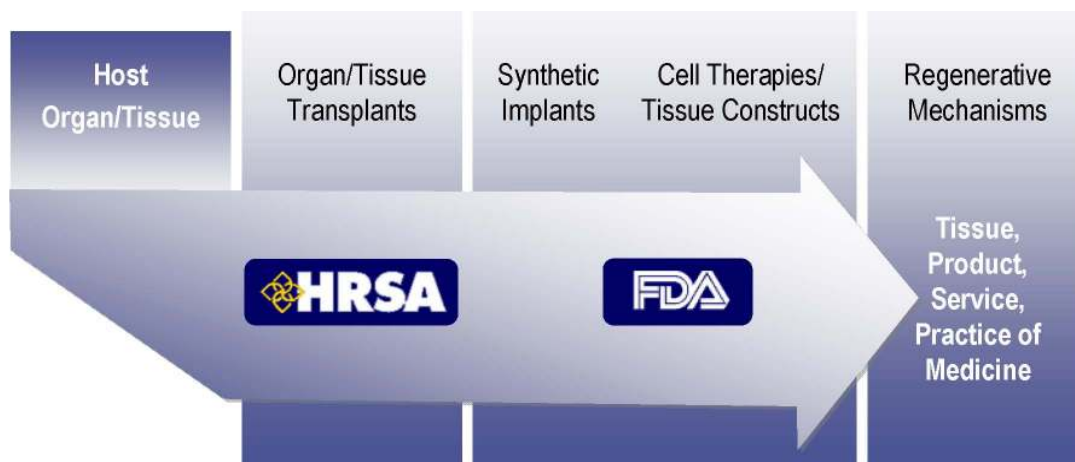 Host
Organ/Tissue
Organ/Tissue
Transplants
Synthetic
Implants
Cell Therapies/
Tissue Constructs
Regenerative
Mechanisms
HRSA
FDA
Tissue,
Product,
Service,
Practice of
Medicine